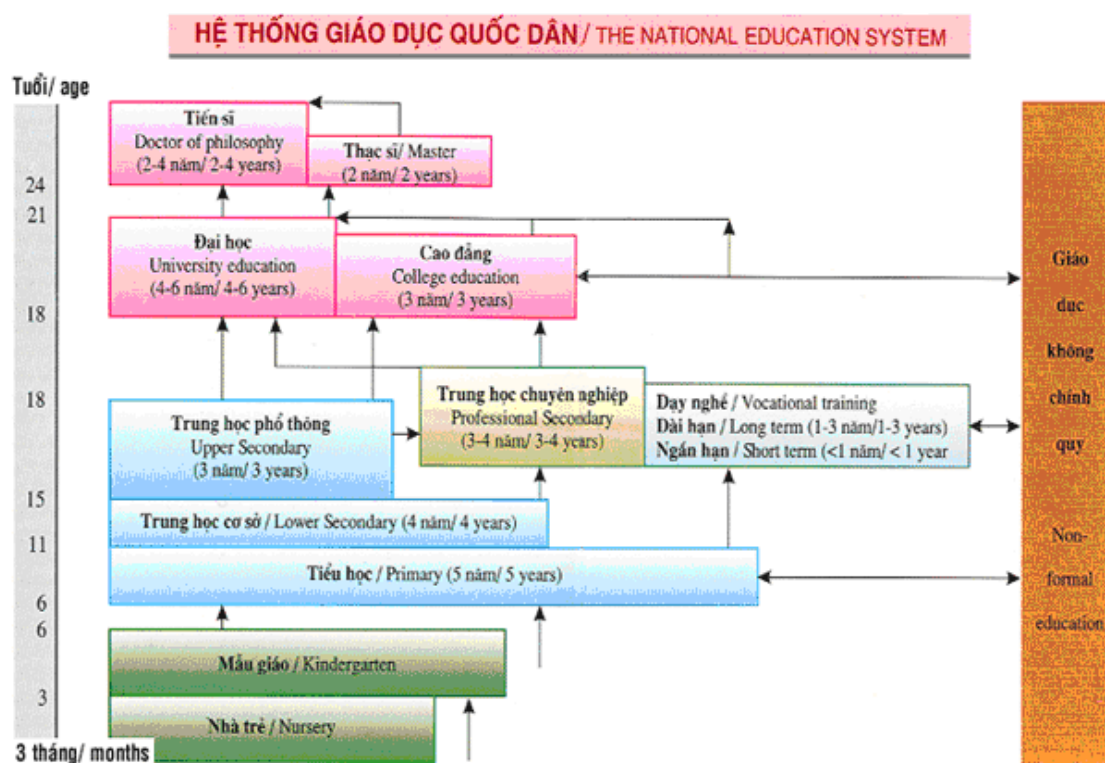 HỆ THỐNG GIÁO DỤC QUỐC DÂN / THE NATIONAL EDUCATION SYSTEM
Tuổi/ age
Tiến sĩ
Doctor of philosophy
(2-4 năm/ 2-4 years)
Thạc sĩ/ Master
(2 năm/ 2 years)
24
21
Đại học
University education
(4-6 năm/ 4-6 years)
Cao đẳng
College education
(3 năm/ 3 years)
18
18
Trung học phổ thông
Upper Secondary
(3 năm/ 3 years)
Trung học chuyên nghiệp
Professional Secondary
(3-4 năm/ 3-4 years)
Dạy nghề / Vocational training
Dài hạn / Long term (1-3 năm/1-3 years)
Ngắn hạn / Short term (<1 năm/ < 1 year
15
Trung học cơ sở / Lower Secondary (4 năm/ 4 years)
11
Tiểu học / Primary (5 năm/ 5 years)
6
6
Mẫu giáo / Kindergarten
3
Nhà trẻ / Nursery
3 tháng/ months
Giáo
dục
không
chính
quy
Non-
formal
education